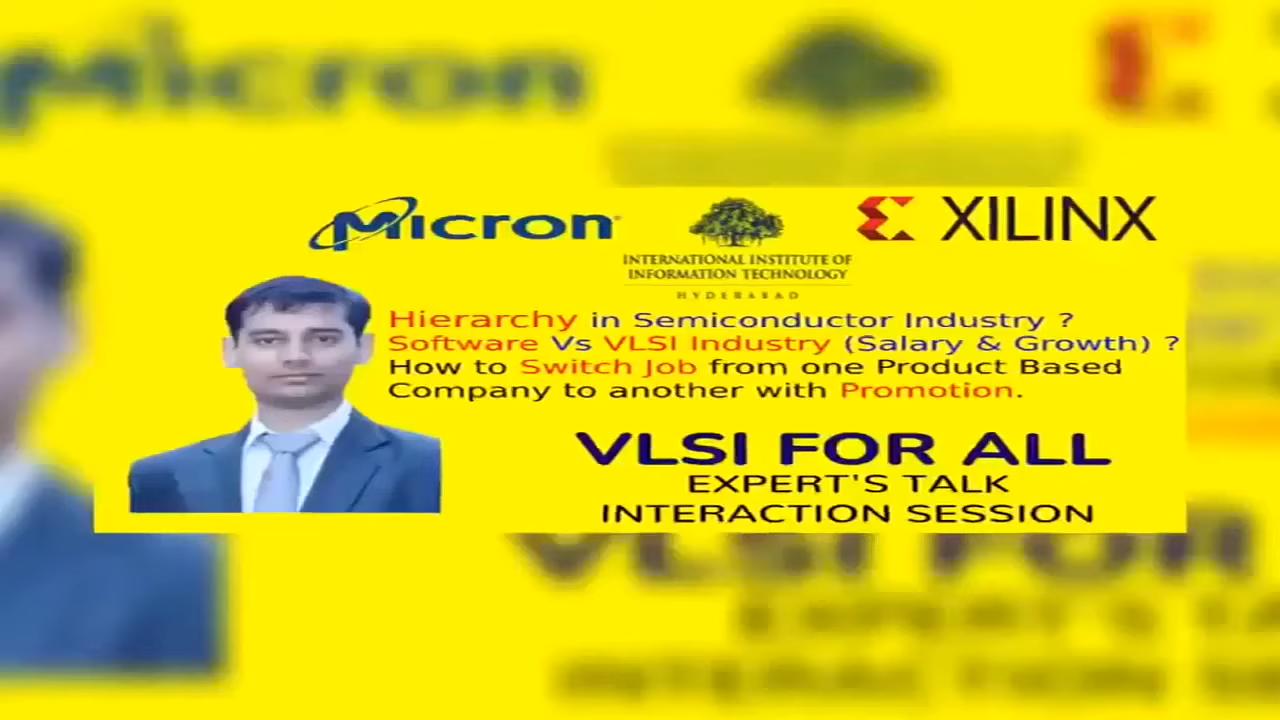 Micron
INTERNATIONAL INSTITUTE OF
INFORMATION TECHNOLOGY
HYDERABAD
XILINX
Hierarchy in Semiconductor Industry ?
Software Vs VLSI Industry (Salary & Growth) ?
How to Switch Job from one Product Based
Company to another with Promotion.
VLSI FOR ALL
EXPERT'S TALK
INTERACTION SESSION